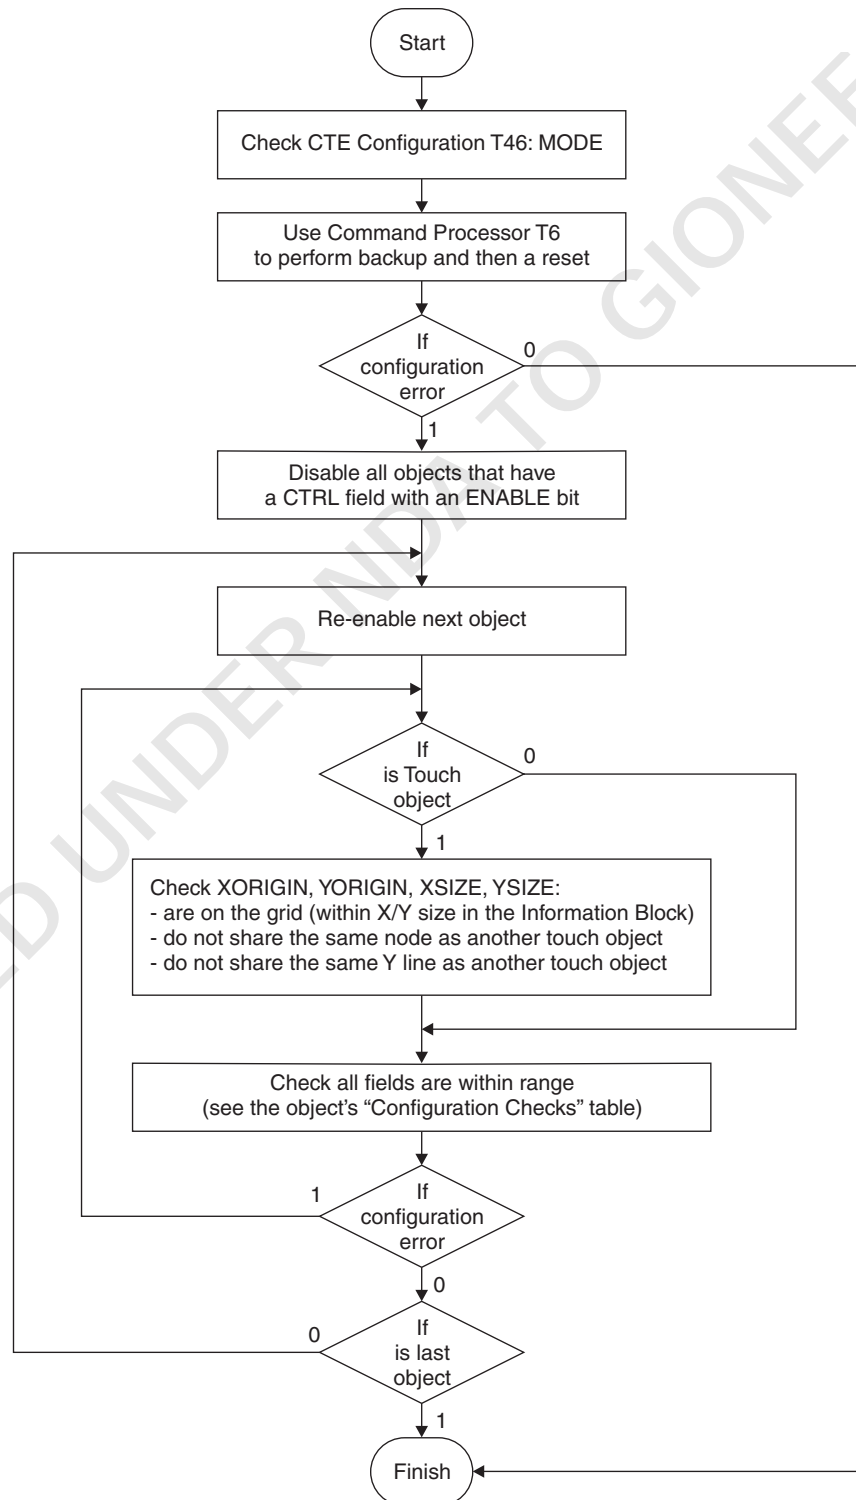 Start
Check CTE Configuration T46: MODE
Use Command Processor T6
to perform backup and then a reset
If
configuration
error
0
1
Disable all objects that have
a CTRL field with an ENABLE bit
Re-enable next object
If
is Touch
object
0
1
Check XORIGIN, YORIGIN, XSIZE, YSIZE:
- are on the grid (within X/Y size in the Information Block)
- do not share the same node as another touch object
- do not share the same Y line as another touch object
Check all fields are within range
(see the object’s “Configuration Checks” table)
If
configuration
error
1
0
If
is last
object
0
1
Finish
UNDER NDA TO